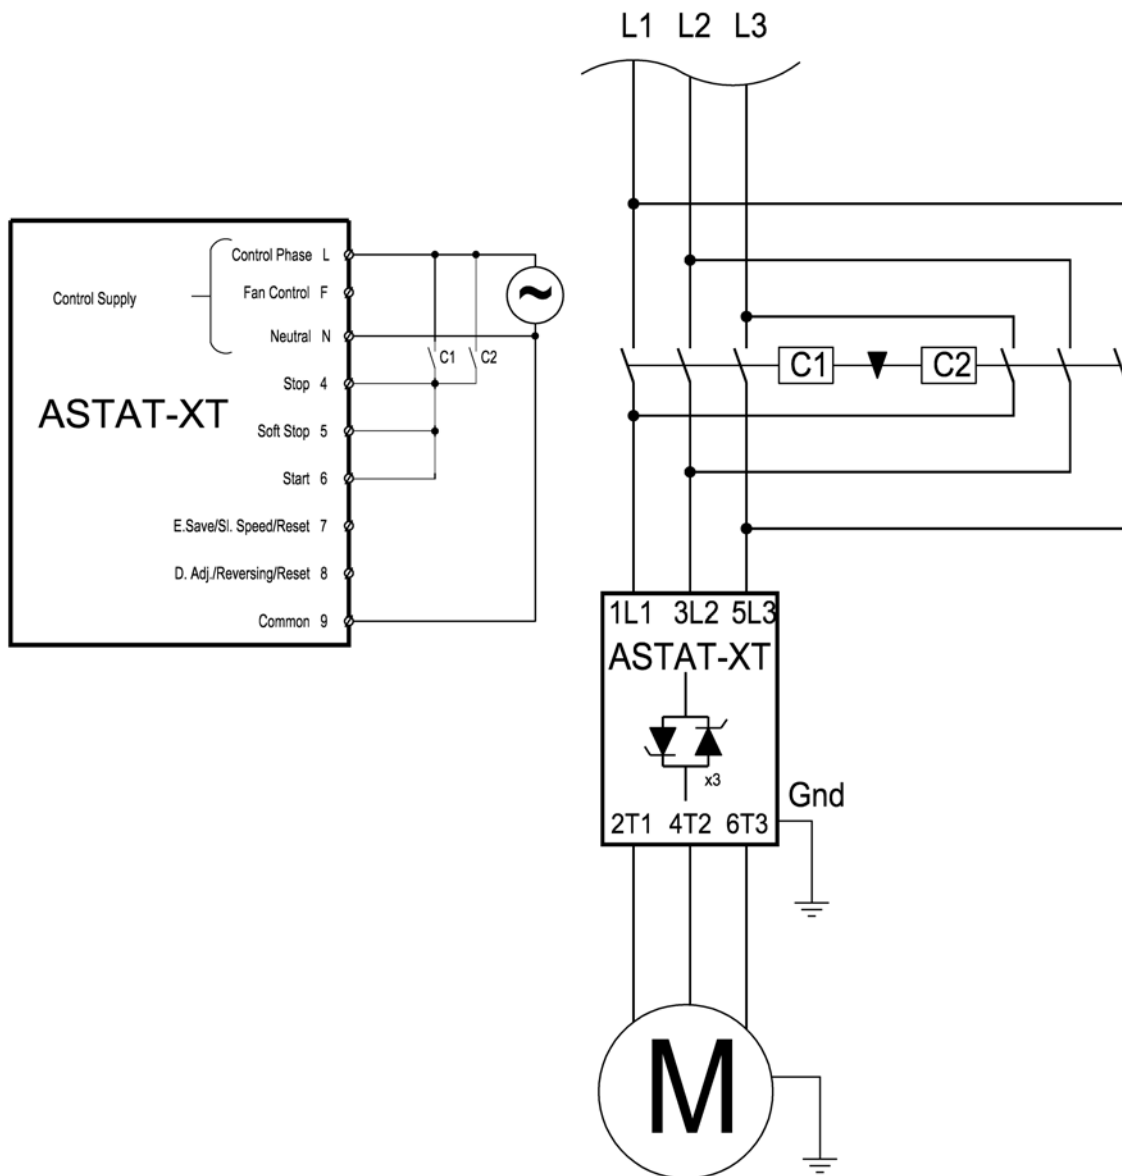 L1 L2 L3
Control Phase L
Control Supply
Fan Control F
Neutral N
C1 C2
C1 C2
Stop 4
ASTAT-XT
Soft Stop 5
Start 6
E.Save/Sl. Speed/Reset 7
D. Adj./Reversing/Reset 8
Common 9
1L1 3L2 5L3
ASTAT-XT
x3
Gnd
2T1 4T2 6T3
M